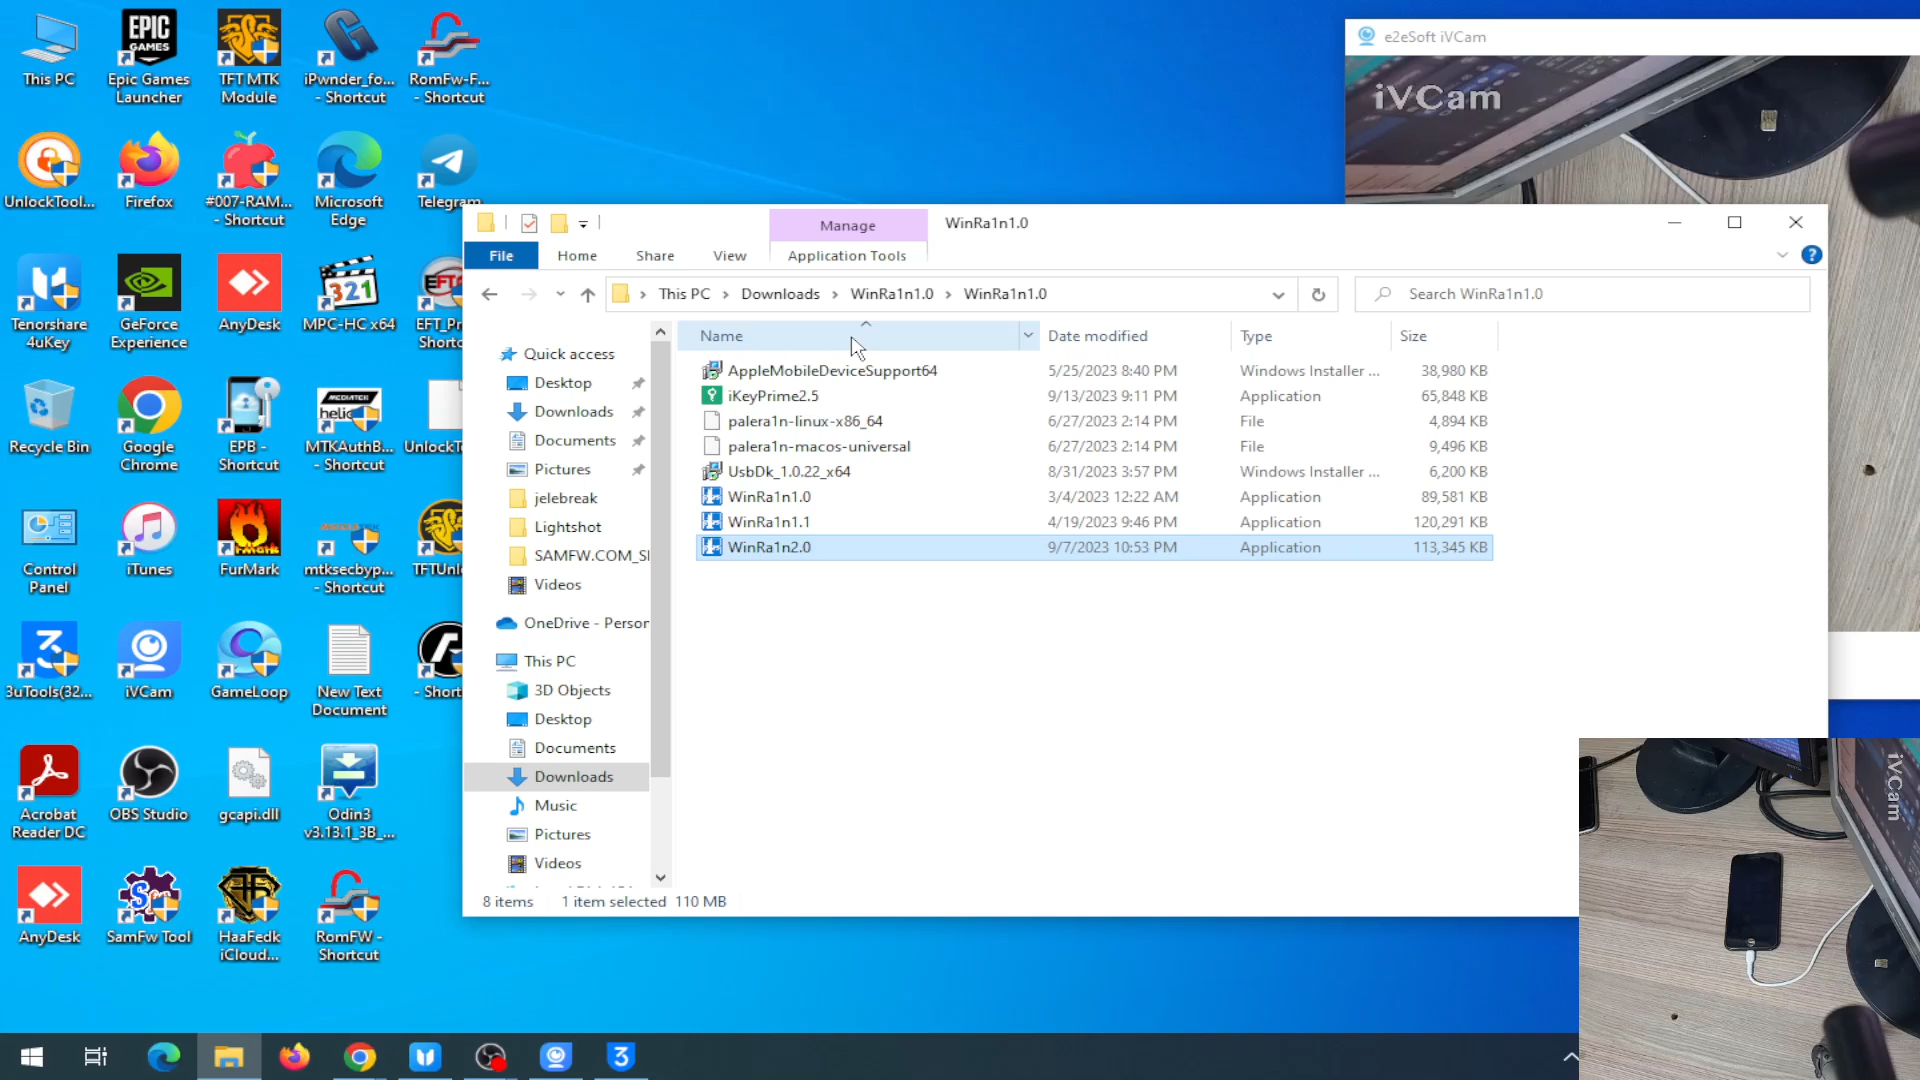 This PC
EPIC
GAMES
Epic Games
Launcher
TFT MTK
Module
iPwnder_fo...
- Shortcut
RomFw-F...
- Shortcut
UnlockTool...
Firefox
#007-RAM...
- Shortcut
Microsoft
Edge
Telegram
Tenorshare
4uKey
GeForce
Experience
AnyDesk
321
MPC-HC x64
Recycle Bin
Google
Chrome
EPB -
Shortcut
MEDIATEK
helio
MTKAuthB...
- Shortcut
Control
Panel
iTunes
FurMark
mtksecbyp...
- Shortcut
3
3uTools(32...
iVCam
GameLoop
New Text
Document
- Short
Acrobat
Reader DC
OBS Studio
gcapi.dll
Odin3
v3.13.1_3B_...
AnyDesk
SamFw Tool
HaaFedk
iCloud...
RomFW -
Shortcut
e2eSoft iVCam
iVCam
Manage
WinRa1n1.0
File
Home
Share
View
Application Tools
?
This PC
Downloads
WinRa1n1.0
WinRa1n1.0
Search WinRa1n1.0
Quick access
Desktop
Downloads
Documents
Pictures
jelebreak
Lightshot
SAMFW.COM_S
Videos
OneDrive - Person
This PC
3D Objects
Desktop
Documents
Downloads
Music
Pictures
Videos
Name Date modified Type Size
AppleMobileDeviceSupport64 5/25/2023 8:40 PM Windows Installer ... 38,980 KB
iKeyPrime2.5 9/13/2023 9:11 PM Application 65,848 KB
palera1n-linux-x86_64 6/27/2023 2:14 PM File 4,894 KB
palera1n-macos-universal 6/27/2023 2:14 PM File 9,496 KB
UsbDk_1.0.22_x64 8/31/2023 3:57 PM Windows Installer ... 6,200 KB
WinRa1n1.0 3/4/2023 12:22 AM Application 89,581 KB
WinRa1n1.1 4/19/2023 9:46 PM Application 120,291 KB
WinRa1n2.0 9/7/2023 10:53 PM Application 113,345 KB
8 items 1 item selected 110 MB
iVCam
3